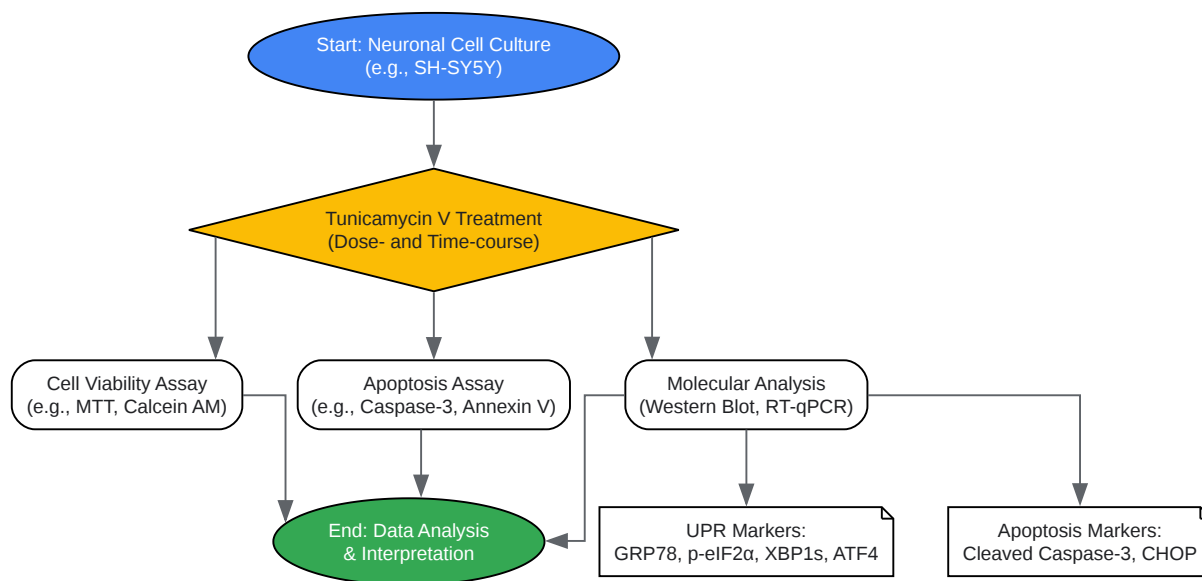 Start: Neuronal Cell Culture
(e.g., SH-SY5Y)
Tunicamycin V Treatment
(Dose- and Time-course)
Cell Viability Assay
(e.g., MTT, Calcein AM)
Apoptosis Assay
(e.g., Caspase-3, Annexin V)
Molecular Analysis
(Western Blot, RT-qPCR)
End: Data Analysis
& Interpretation
UPR Markers:
GRP78, p-eIF2α, XBP1s, ATF4
Apoptosis Markers:
Cleaved Caspase-3, CHOP